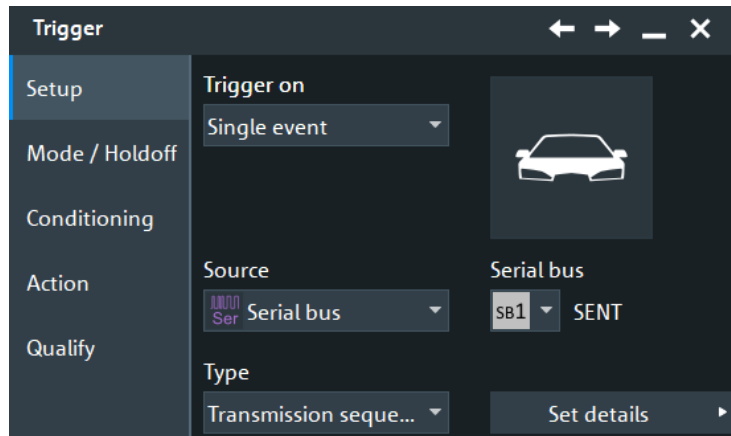 Trigger
Setup
Mode / Holdoff
Conditioning
Action
Qualify
Trigger on
Single event
Source
Serial bus
Ser Serial bus
SB1 SENT
Type
Transmission seque...
Set details